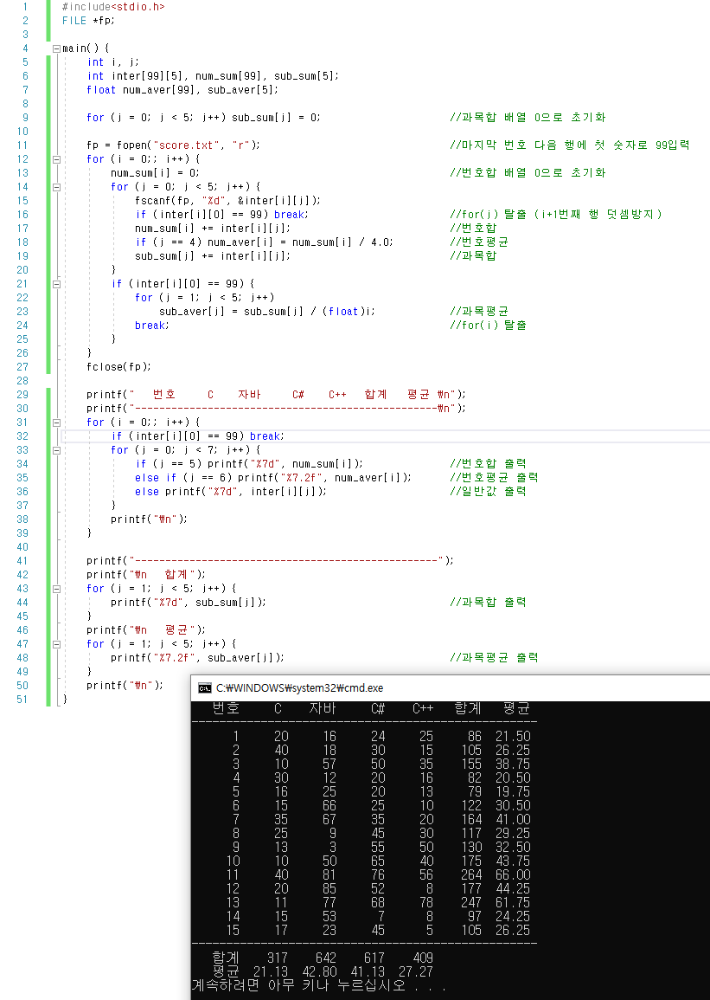 1 #include<stdio.h>
2 FILE *fp;
3
4 main() {
5 int i, j;
6 int inter[99][5], num_sum[99], sub_sum[5];
7 float num_aver[99], sub_aver[5];
8
9 for (j = 0; j < 5; j++) sub_sum[j] = 0; //과목합 배열 0으로 초기화
10
11 fp = fopen("score.txt", "r"); //마지막 번호 다음 행에 첫 숫자로 99입력
12 for (i = 0;; i++) {
13 num_sum[i] = 0; //번호합 배열 0으로 초기화
14 for (j = 0; j < 5; j++) {
15 fscanf(fp, "%d", &inter[i][j]);
16 if (inter[i][0] == 99) break; //for(j) 탈출 (i+1번째 행 덧셈방지)
17 num_sum[i] += inter[i][j]; //번호합
18 if (j == 4) num_aver[i] = num_sum[i] / 4.0; //번호평균
19 sub_sum[j] += inter[i][j]; //과목합
20 }
21 if (inter[i][0] == 99) {
22 for (j = 1; j < 5; j++)
23 sub_aver[j] = sub_sum[j] / (float)i; //과목평균
24 break; //for(i) 탈출
25 }
26 }
27 fclose(fp);
28
29 printf("   번호     C    자바     C#    C++   합계   평균 ₩n");
30 printf("--------------------------------------------------₩n");
31 for (i = 0;; i++) {
32 if (inter[i][0] == 99) break;
33 for (j = 0; j < 7; j++) {
34 if (j == 5) printf("%7d", num_sum[i]); //번호합 출력
35 else if (j == 6) printf("%7.2f", num_aver[i]); //번호평균 출력
36 else printf("%7d", inter[i][j]); //일반값 출력
37 }
38 printf("₩n");
39 }
40
41 printf("--------------------------------------------------");
42 printf("₩n   합계");
43 for (j = 1; j < 5; j++) {
44 printf("%7d", sub_sum[j]); //과목합 출력
45 }
46 printf("₩n   평균");
47 for (j = 1; j < 5; j++) {
48 printf("%7.2f", sub_aver[j]); //과목평균 출력
49 }
50 printf("₩n");
51 }
C:₩WINDOWS₩system32₩cmd.exe
번호 C 자바 C# C++ 합계 평균
--------------------------------------------------
1 20 16 24 25 86 21.50
2 40 18 30 15 105 26.25
3 10 57 50 35 155 38.75
4 30 12 20 16 82 20.50
5 16 25 20 13 79 19.75
6 15 66 25 10 122 30.50
7 35 67 35 20 164 41.00
8 25 9 45 30 117 29.25
9 13 3 55 50 130 32.50
10 10 50 65 40 175 43.75
11 40 81 76 56 264 66.00
12 20 85 52 8 177 44.25
13 11 77 68 78 247 61.75
14 15 53 7 8 97 24.25
15 17 23 45 5 105 26.25
--------------------------------------------------
합계 317 642 617 409
평균 21.13 42.80 41.13 27.27
계속하려면 아무 키나 누르십시오 . . .